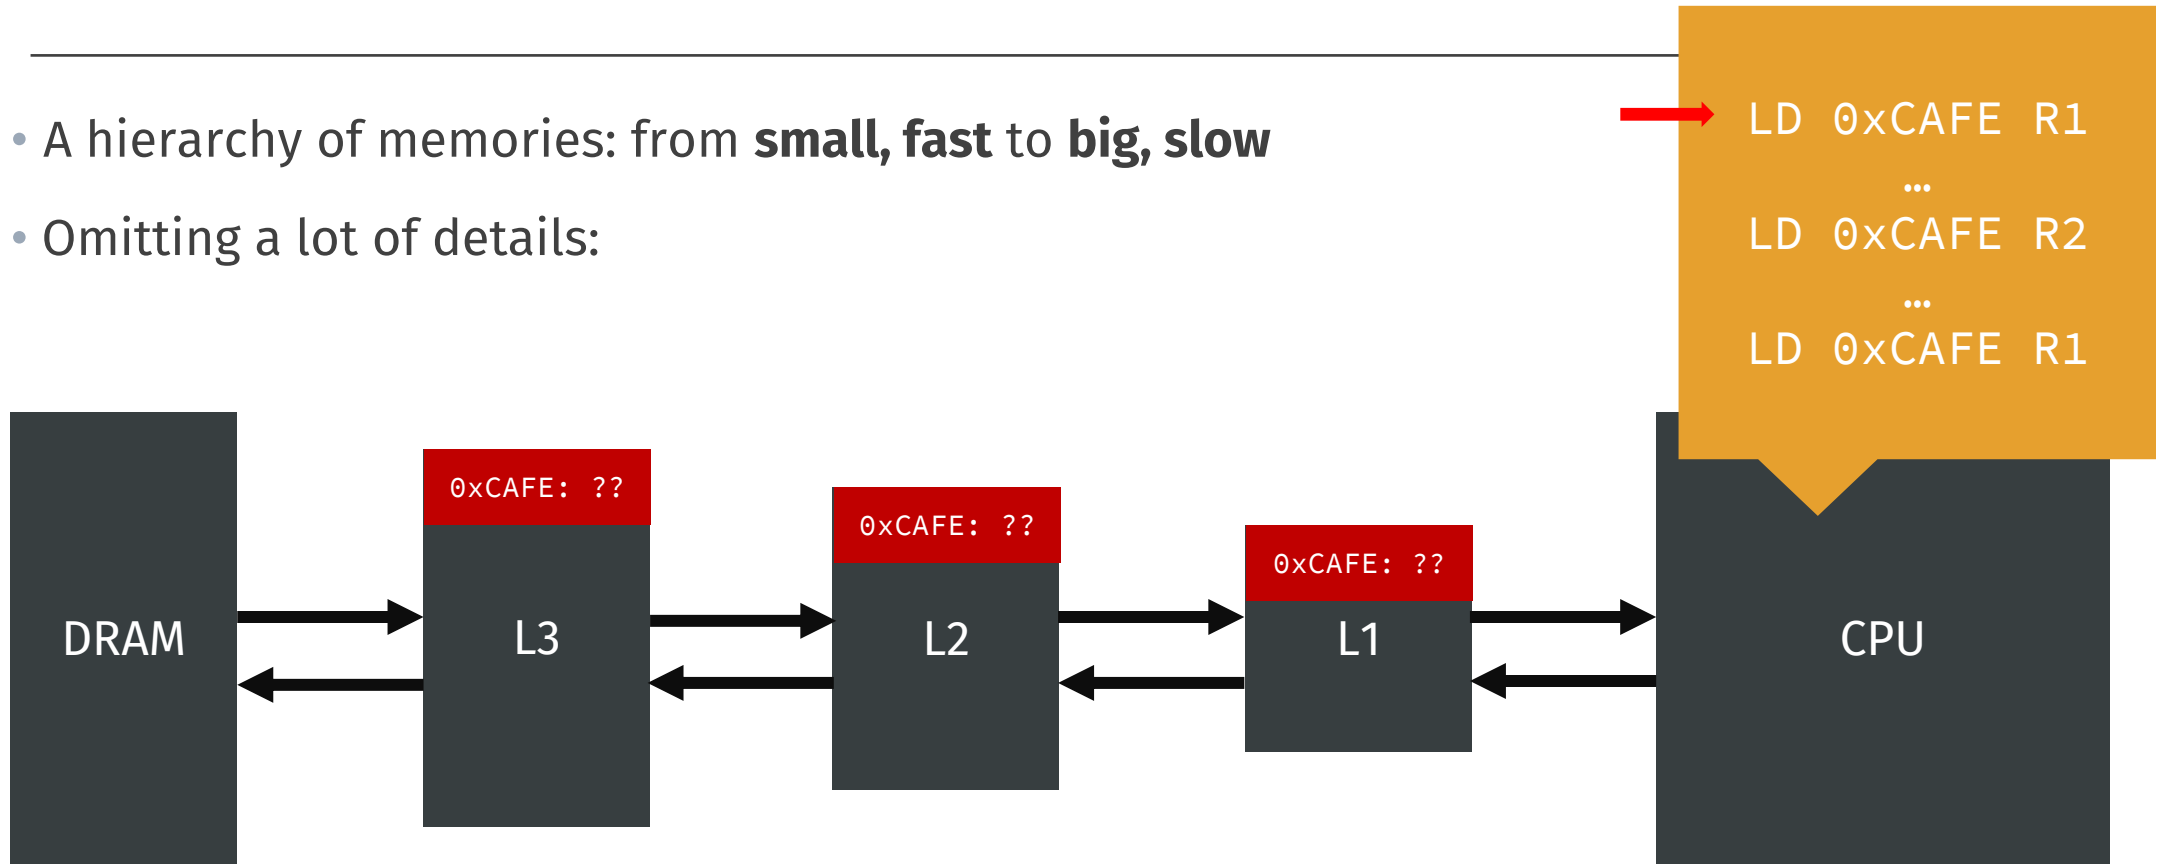 • A hierarchy of memories: from small, fast to big, slow
• Omitting a lot of details:
LD 0xCAFE R1
…
LD 0xCAFE R2
…
LD 0xCAFE R1
0xCAFE: ??
0xCAFE: ??
0xCAFE: ??
DRAM
L3
L2
L1
CPU